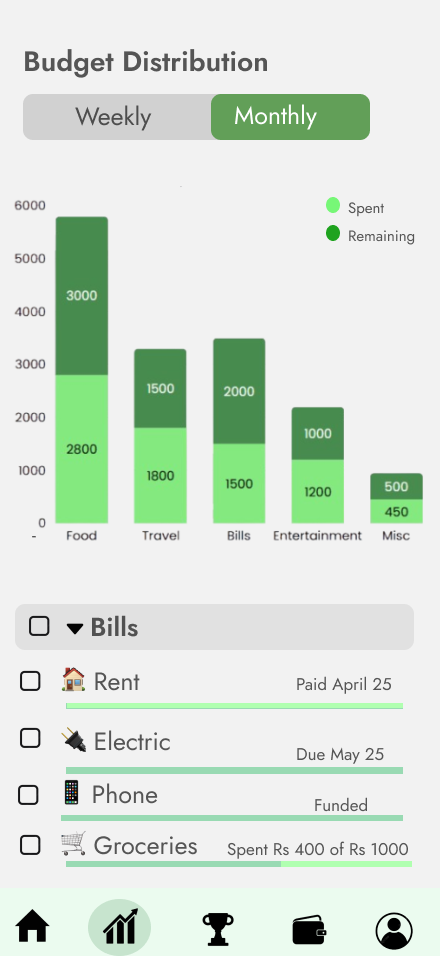 Budget Distribution
Weekly Monthly
6000
Spent
5000
Remaining
4000
3000
3000
2000
1000
0
-
3000
1500
2000
1000
500
2800
1800
1500
1200
450
Food Travel Bills Entertainment Misc
Bills
Rent Paid April 25
Electric Due May 25
Phone Funded
Groceries Spent Rs 400 of Rs 1000